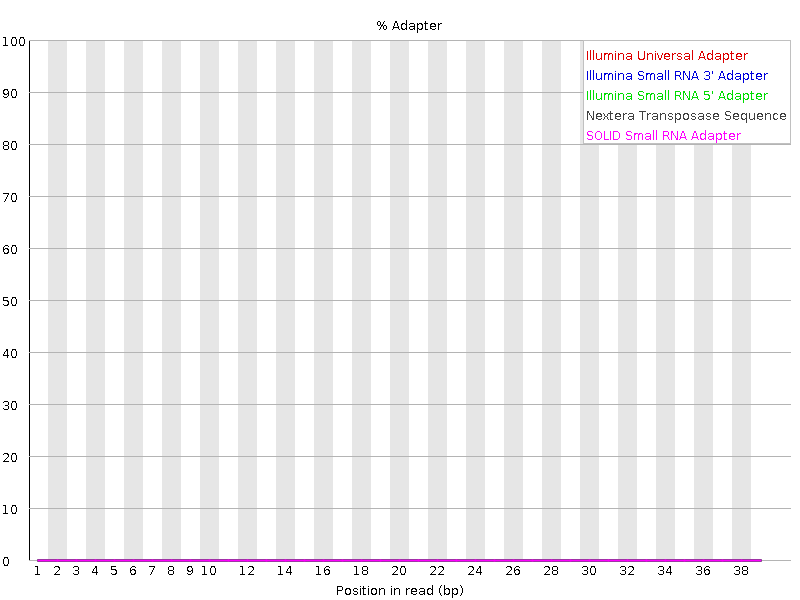 % Adapter
100
90
80
70
60
50
40
30
20
10
0
Illumina Universal Adapter
Illumina Small RNA 3' Adapter
Illumina Small RNA 5' Adapter
Nextera Transposase Sequence
SOLID Small RNA Adapter
1 2 3 4 5 6 7 8 9 10 12 14 16 18 20 22 24 26 28 30 32 34 36 38
Position in read (bp)